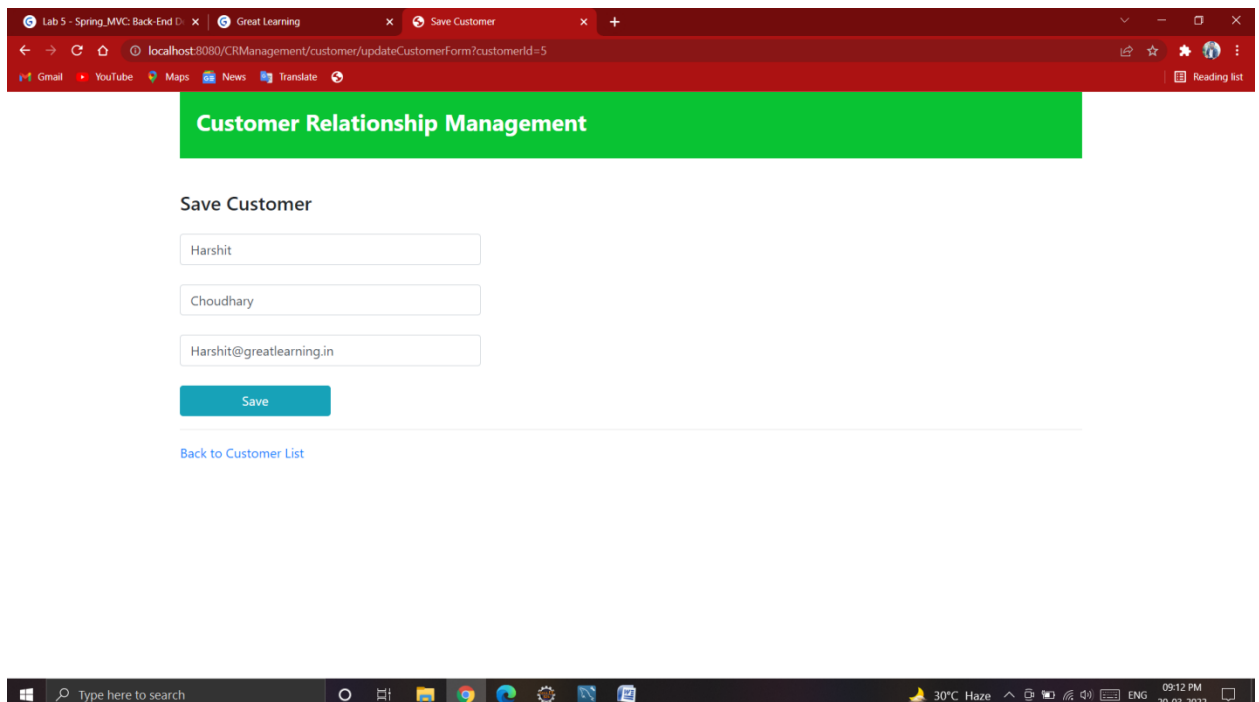 Lab 5 - Spring_MVC: Back-End D
Great Learning
Save Customer
localhost:8080/CRManagement/customer/updateCustomerForm?customerId=5
Gmail
YouTube
Maps
News
Translate
Reading list
Customer Relationship Management
Save Customer
Harshit
Choudhary
Harshit@greatlearning.in
Save
Back to Customer List
Type here to search
30°C Haze
ENG
09:12 PM